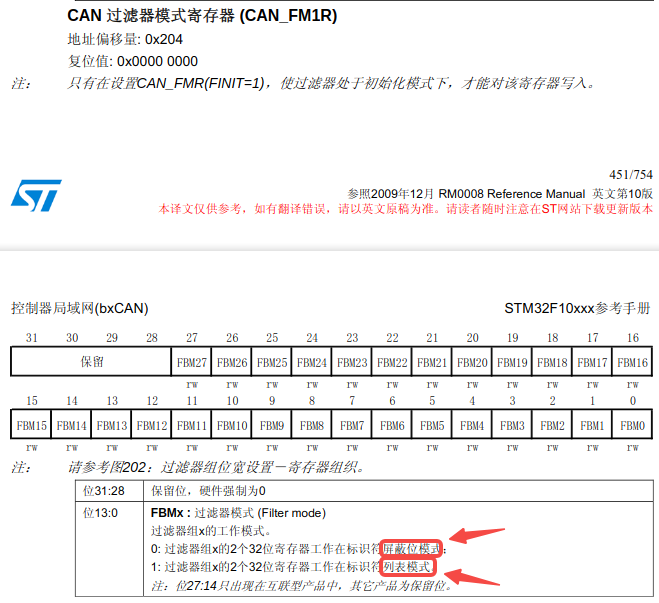 CAN 过滤器模式寄存器 (CAN_FM1R)
地址偏移量: 0x204
复位值: 0x0000 0000
注： 只有在设置CAN_FMR(FINIT=1)，使过滤器处于初始化模式下，才能对该寄存器写入。
451/754
参照2009年12月 RM0008 Reference Manual 英文第10版
本译文仅供参考，如有翻译错误，请以英文原稿为准。请读者随时注意在ST网站下载更新版本
ST
控制器局域网(bxCAN) STM32F10xxx参考手册
31 30 29 28 27 26 25 24 23 22 21 20 19 18 17 16
保留 FBM27 FBM26 FBM25 FBM24 FBM23 FBM22 FBM21 FBM20 FBM19 FBM18 FBM17 FBM16
rw rw rw rw rw rw rw rw rw rw rw rw
15 14 13 12 11 10 9 8 7 6 5 4 3 2 1 0
FBM15 FBM14 FBM13 FBM12 FBM11 FBM10 FBM9 FBM8 FBM7 FBM6 FBM5 FBM4 FBM3 FBM2 FBM1 FBM0
rw rw rw rw rw rw rw rw rw rw rw rw rw rw rw rw
注： 请参考图202：过滤器组位宽设置－寄存器组织。
位31:28 保留位，硬件强制为0
位13:0 FBMx : 过滤器模式 (Filter mode)
过滤器组x的工作模式。
0: 过滤器组x的2个32位寄存器工作在标识符屏蔽位模式；
1: 过滤器组x的2个32位寄存器工作在标识符列表模式。
注：位27:14只出现在互联型产品中，其它产品为保留位。